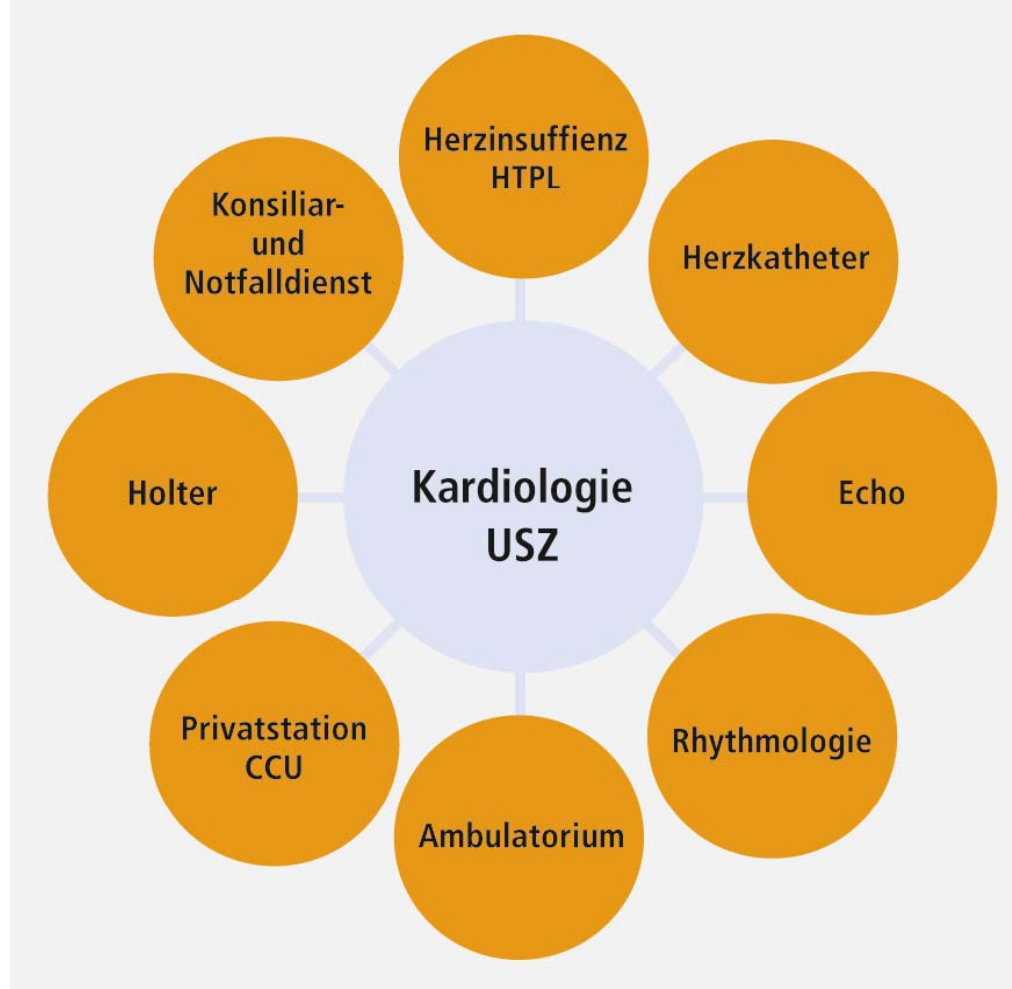 Herzinsuffienz
HTPL
Herzkatheter
Echo
Rhythmologie
Ambulatorium
Privatstation
CCU
Holter
Konsiliar-
und
Notfalldienst
Kardiologie
USZ